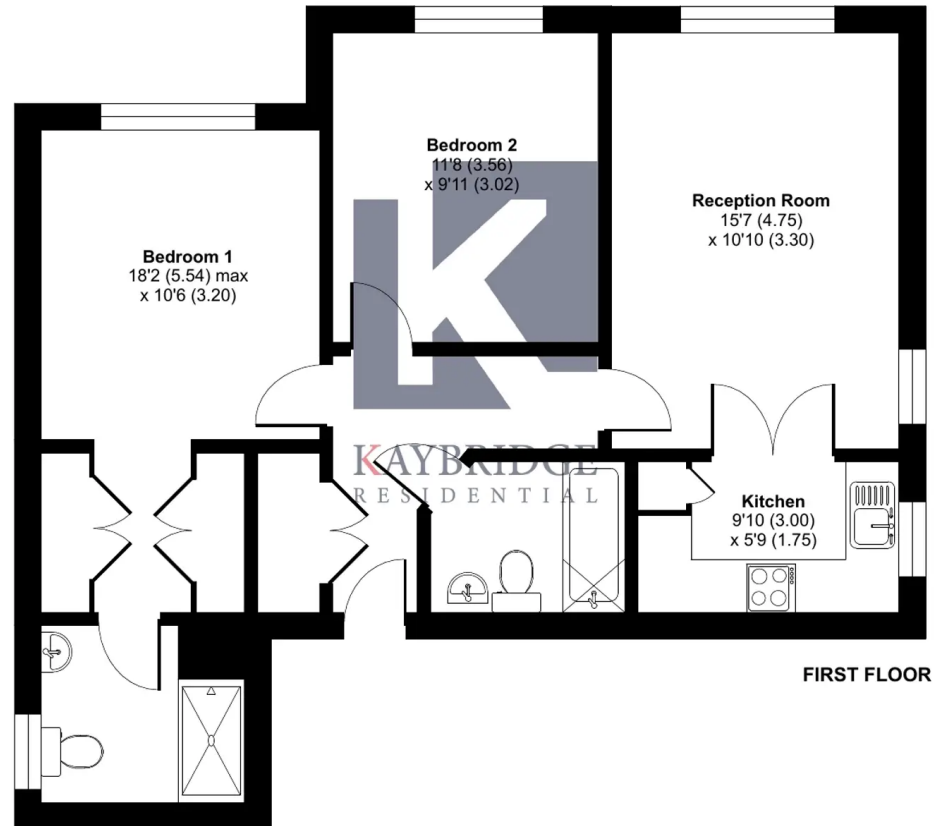 Bedroom 2
11'8 (3.56)
x 9'11 (3.02)
Reception Room
15'7 (4.75)
x 10'10 (3.30)
Bedroom 1
18'2 (5.54) max
x 10'6 (3.20)
KAYBRIDGE
RESIDENTIAL
Kitchen
9'10 (3.00)
x 5'9 (1.75)
FIRST FLOOR